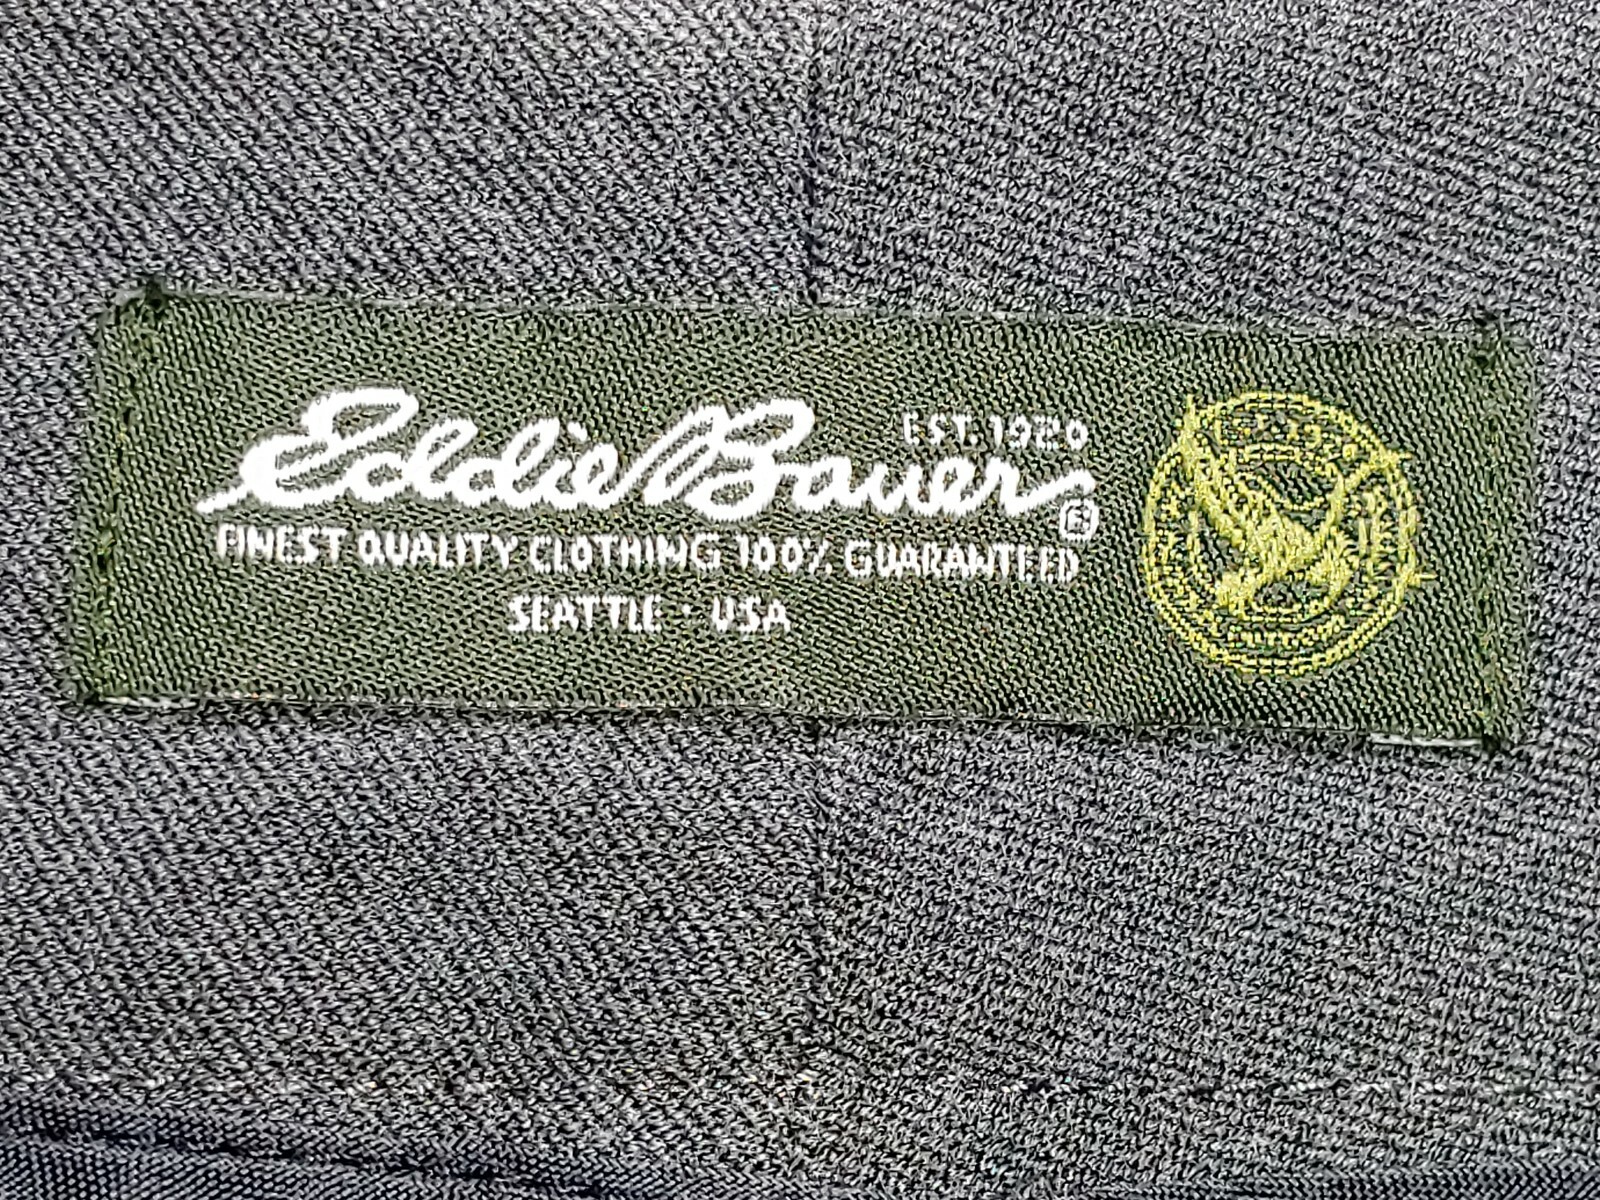 EST. 1920
Eddie Bauer®
FINEST QUALITY CLOTHING 100% GUARANTEED
SEATTLE · USA